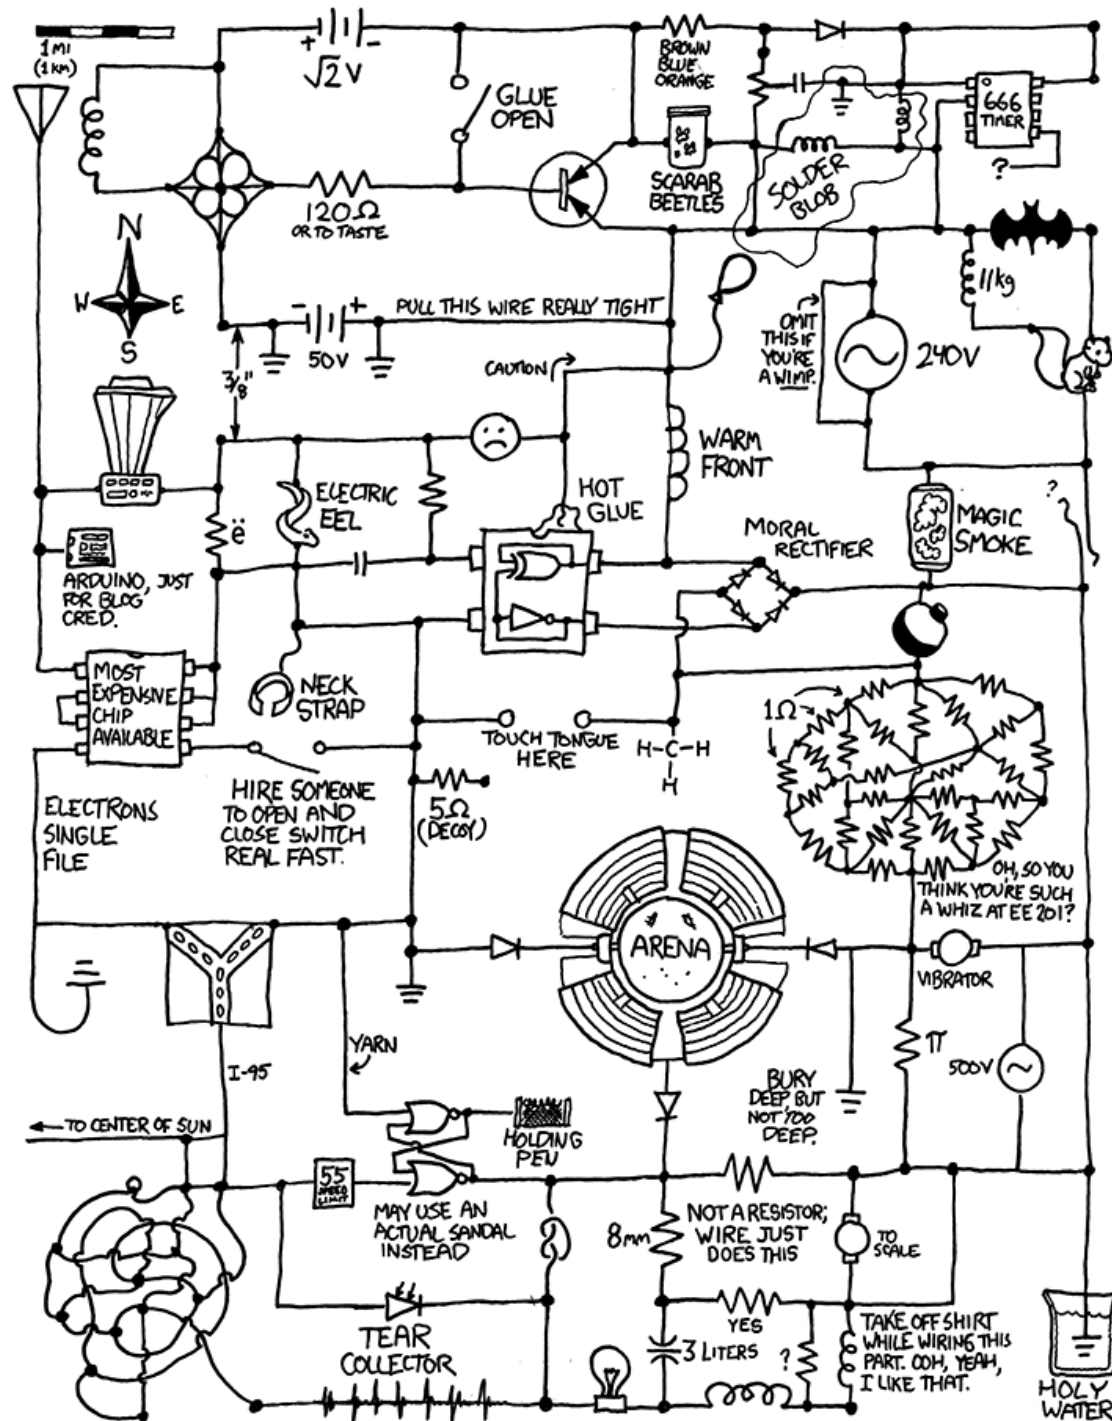 1 MI
(1 KM)
+ -
√2 V
GLUE
OPEN
BROWN
BLUE
ORANGE
666
TIMER
?
SCARAB
BEETLES
SOLDER
BLOB
120Ω
OR TO TASTE
N
W E
S
- +
50V
PULL THIS WIRE REALLY TIGHT
3/8"
CAUTION
OMIT
THIS IF
YOU'RE
A WIMP.
240V
11kg
WARM
FRONT
ELECTRIC
EEL
HOT
GLUE
ë
MORAL
RECTIFIER
MAGIC
SMOKE
?
ARDUINO, JUST
FOR BLOG
CRED.
MOST
EXPENSIVE
CHIP
AVAILABLE
NECK
STRAP
TOUCH TONGUE
HERE
H-C-H
H
1Ω
HIRE SOMEONE
TO OPEN AND
CLOSE SWITCH
REAL FAST.
5Ω
(DECOY)
ELECTRONS
SINGLE
FILE
OH, SO YOU
THINK YOU'RE SUCH
A WHIZ AT EE 201?
ARENA
VIBRATOR
YARN
I-95
π
500V
BURY
DEEP, BUT
NOT TOO
DEEP.
TO CENTER OF SUN
HOLDING
PEN
55
SPEED
LIMIT
MAY USE AN
ACTUAL SANDAL
INSTEAD
NOT A RESISTOR;
WIRE JUST
DOES THIS
8mm
TO
SCALE
YES
TEAR
COLLECTOR
3 LITERS
?
TAKE OFF SHIRT
WHILE WIRING THIS
PART. OOH, YEAH,
I LIKE THAT.
HOLY
WATER